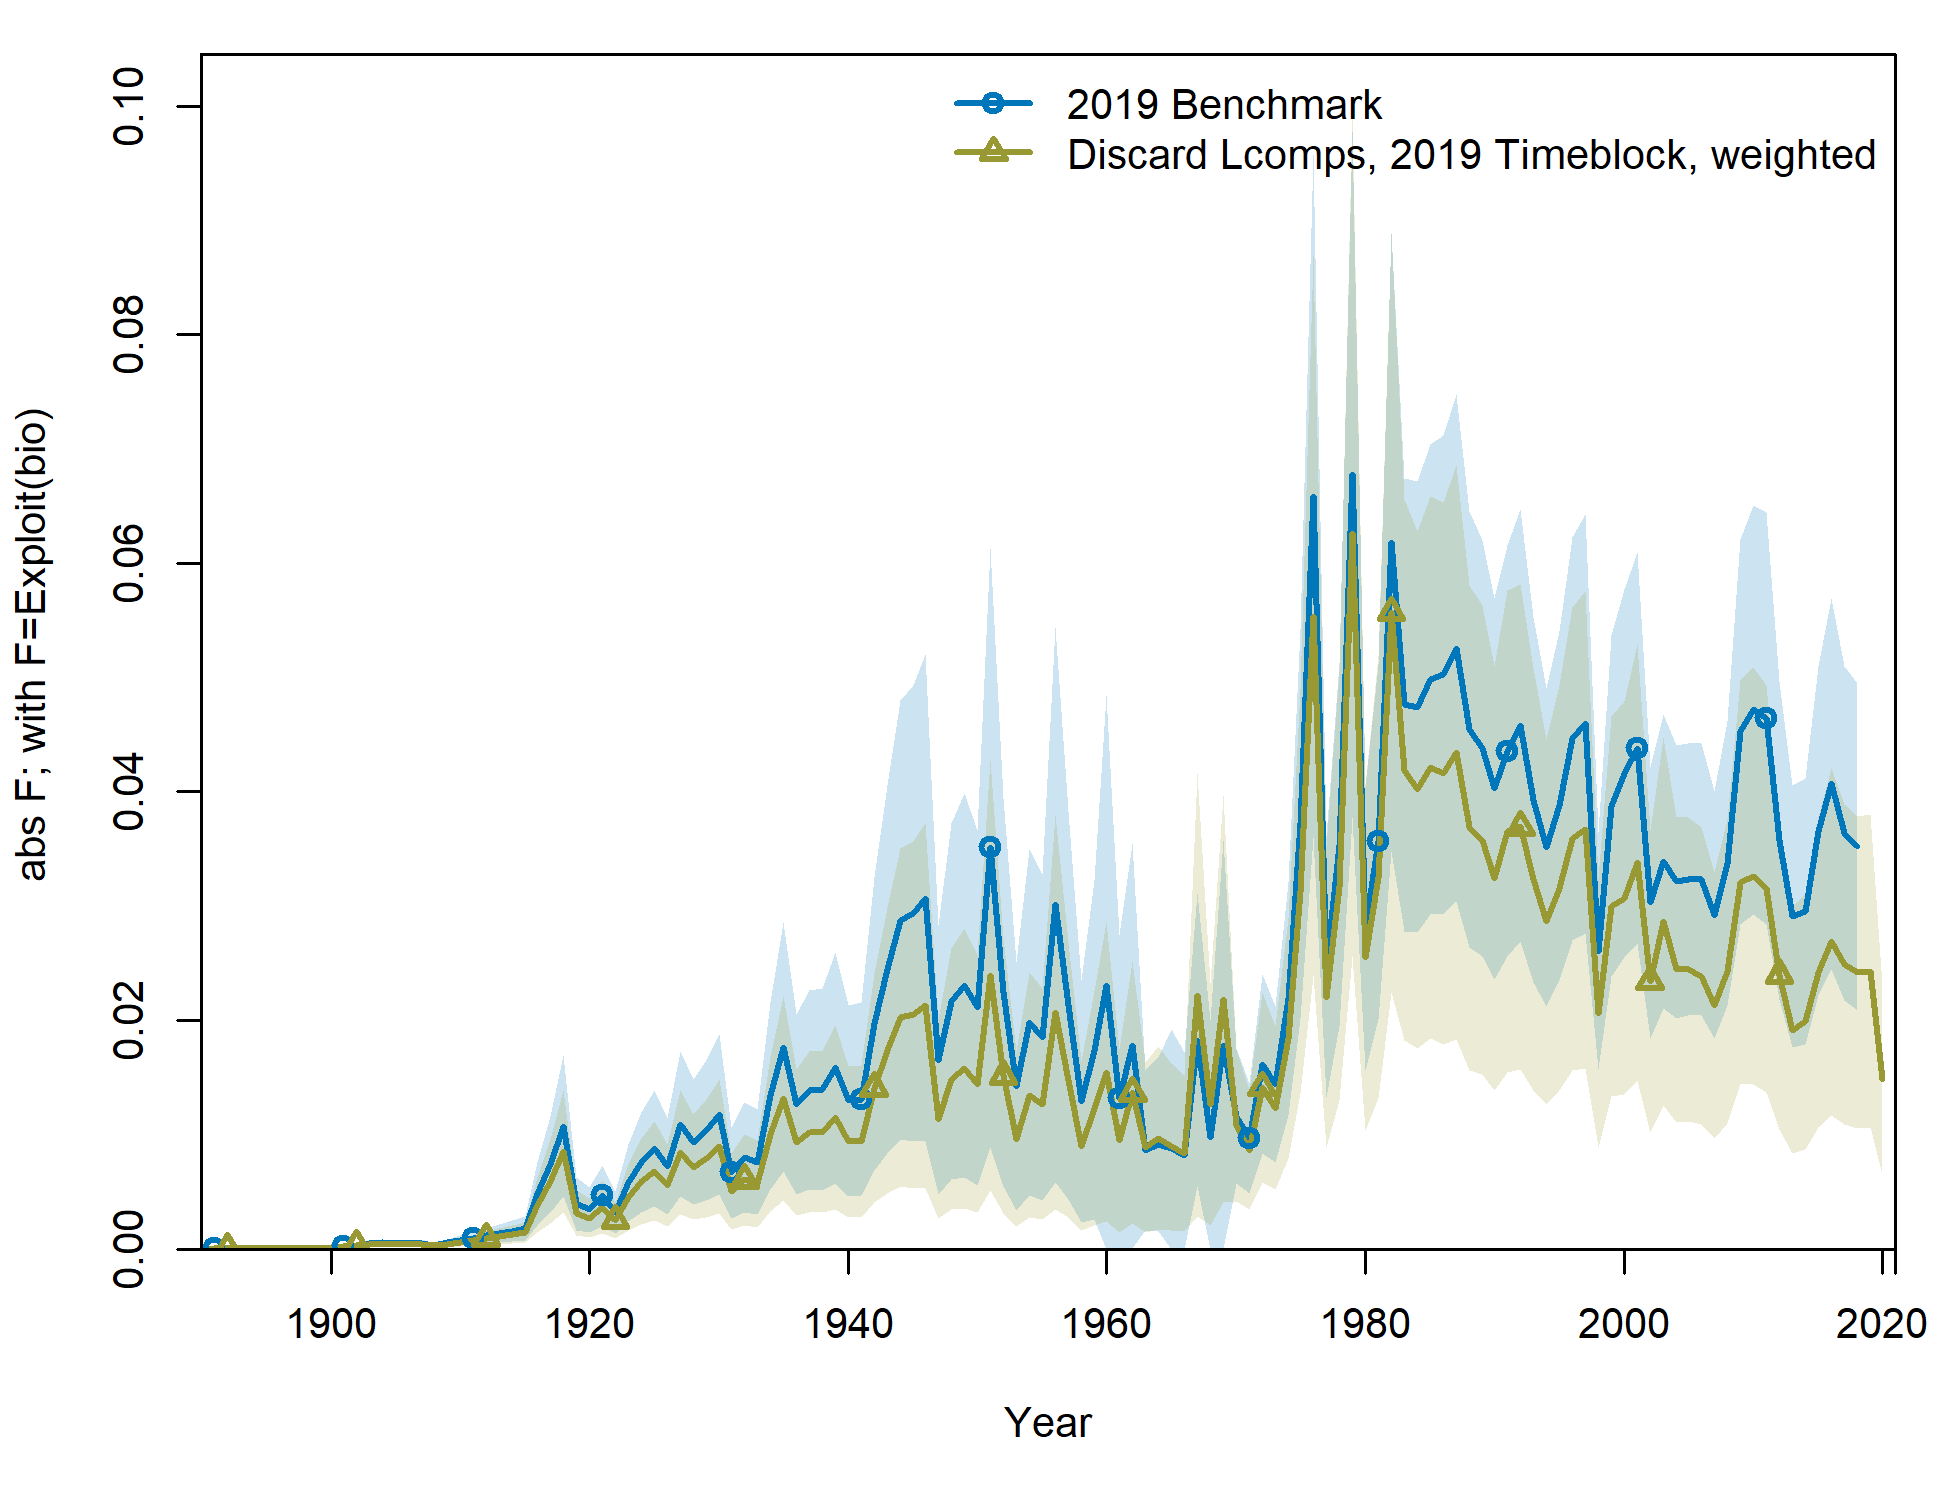 2019 Benchmark
Discard Lcomps, 2019 Timeblock, weighted
abs F; with F=Exploit(bio)
0.10
0.08
0.06
0.04
0.02
0.00
1900 1920 1940 1960 1980 2000 2020
Year